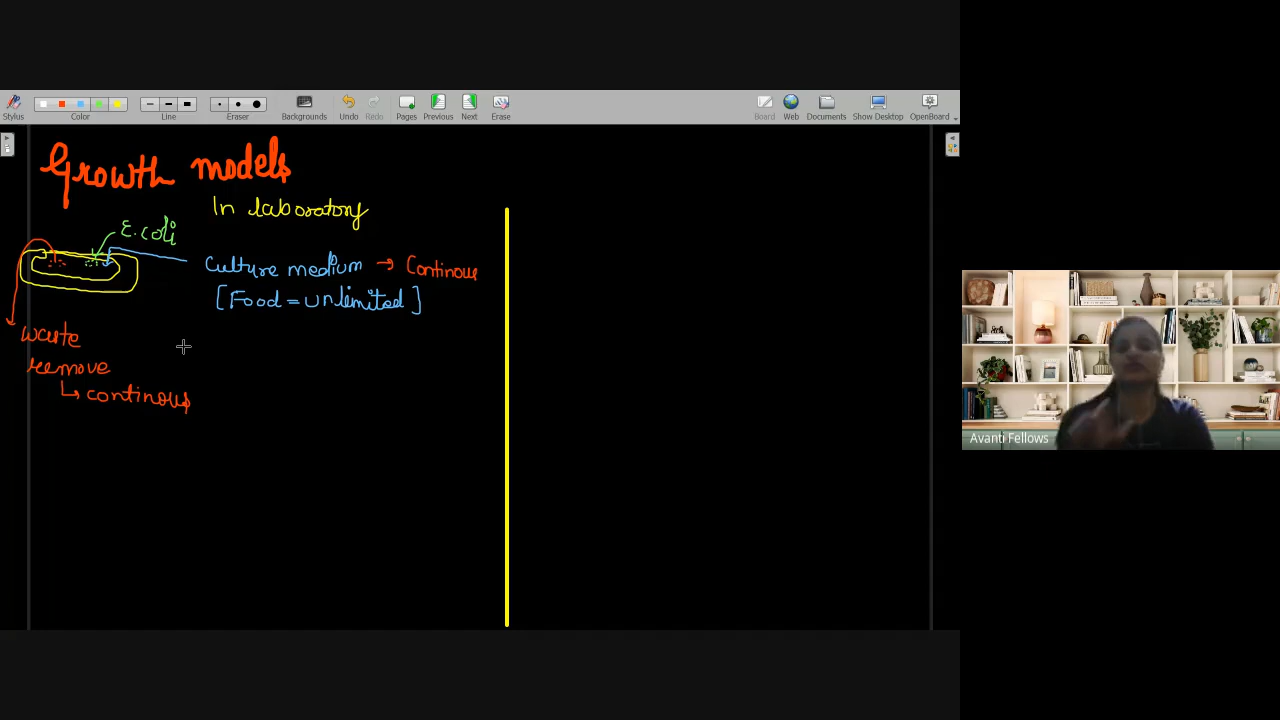 Stylus
Color
Line
Eraser
Backgrounds
Undo
Redo
Pages
Previous
Next
Erase
Board
Web
Documents
Show Desktop
OpenBoard
Growth models
In laboratory
E.coli
Culture medium → Continous
[Food = unlimited]
waste
remove
↳ continous
Avanti Fellows